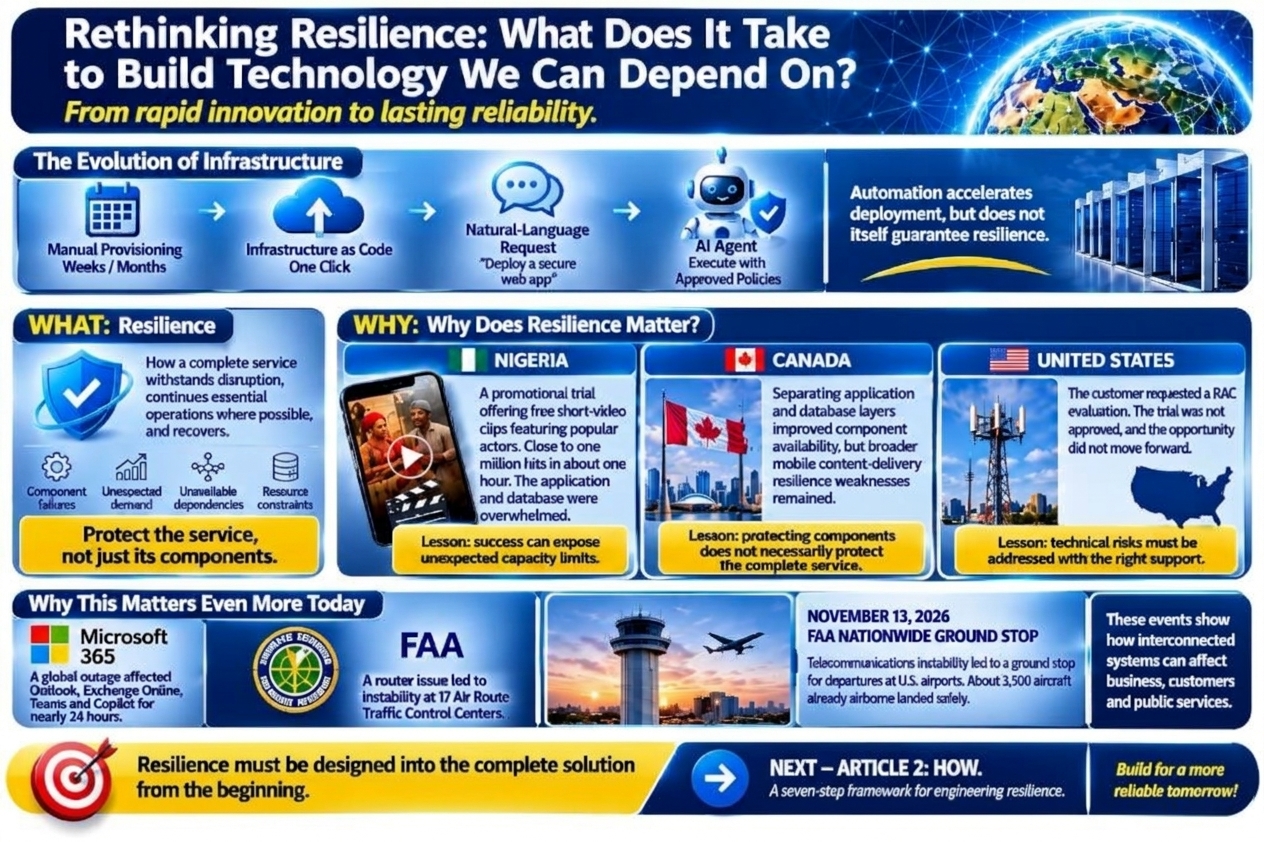 Rethinking Resilience: What Does It Take
to Build Technology We Can Depend On?
From rapid innovation to lasting reliability.
The Evolution of Infrastructure
Manual Provisioning
Weeks / Months
Infrastructure as Code
One Click
Natural-Language
Request
"Deploy a secure
web app"
AI Agent
Execute with
Approved Policies
Automation accelerates
deployment, but does not
itself guarantee resilience.
WHAT: Resilience
How a complete service
withstands disruption,
continues essential
operations where possible,
and recovers.
Component
failures
Unexpected
demand
Unavailable
dependencies
Resource
constraints
Protect the service,
not just its components.
WHY: Why Does Resilience Matter?
NIGERIA
A promotional trial
offering free short-video
clips featuring popular
actors. Close to one
million hits in about one
hour. The application
and database were
overwhelmed.
Lesson: success can expose
unexpected capacity limits.
CANADA
Separating application
and database layers
improved component
availability, but broader
mobile content-delivery
resilience weaknesses
remained.
Lesaon: protecting components
does not necessarily protect
the complete service.
UNITED STATES
The customer requested a RAC
evaluation. The trial was not
approved, and the opportunity
did not move forward.
Lesson: technical risks must be
addressed with the right support.
Why This Matters Even More Today
Microsoft
365
A global outage affected
Outlook, Exchange Online,
Teams and Copilot for
nearly 24 hours.
FAA
A router issue led to
instability at 17 Air Route
Traffic Control Centers.
NOVEMBER 13, 2026
FAA NATIONWIDE GROUND STOP
Telecommunications instability led to a ground stop
for departures at U.S. airports. About 3,500 aircraft
already airborne landed safely.
These events show
how interconnected
systems can affect
business, customers
and public services.
Resilience must be designed into the complete solution
from the beginning.
NEXT – ARTICLE 2: HOW.
A seven-step framework for engineering resilience.
Build for a more
reliable tomorrow!